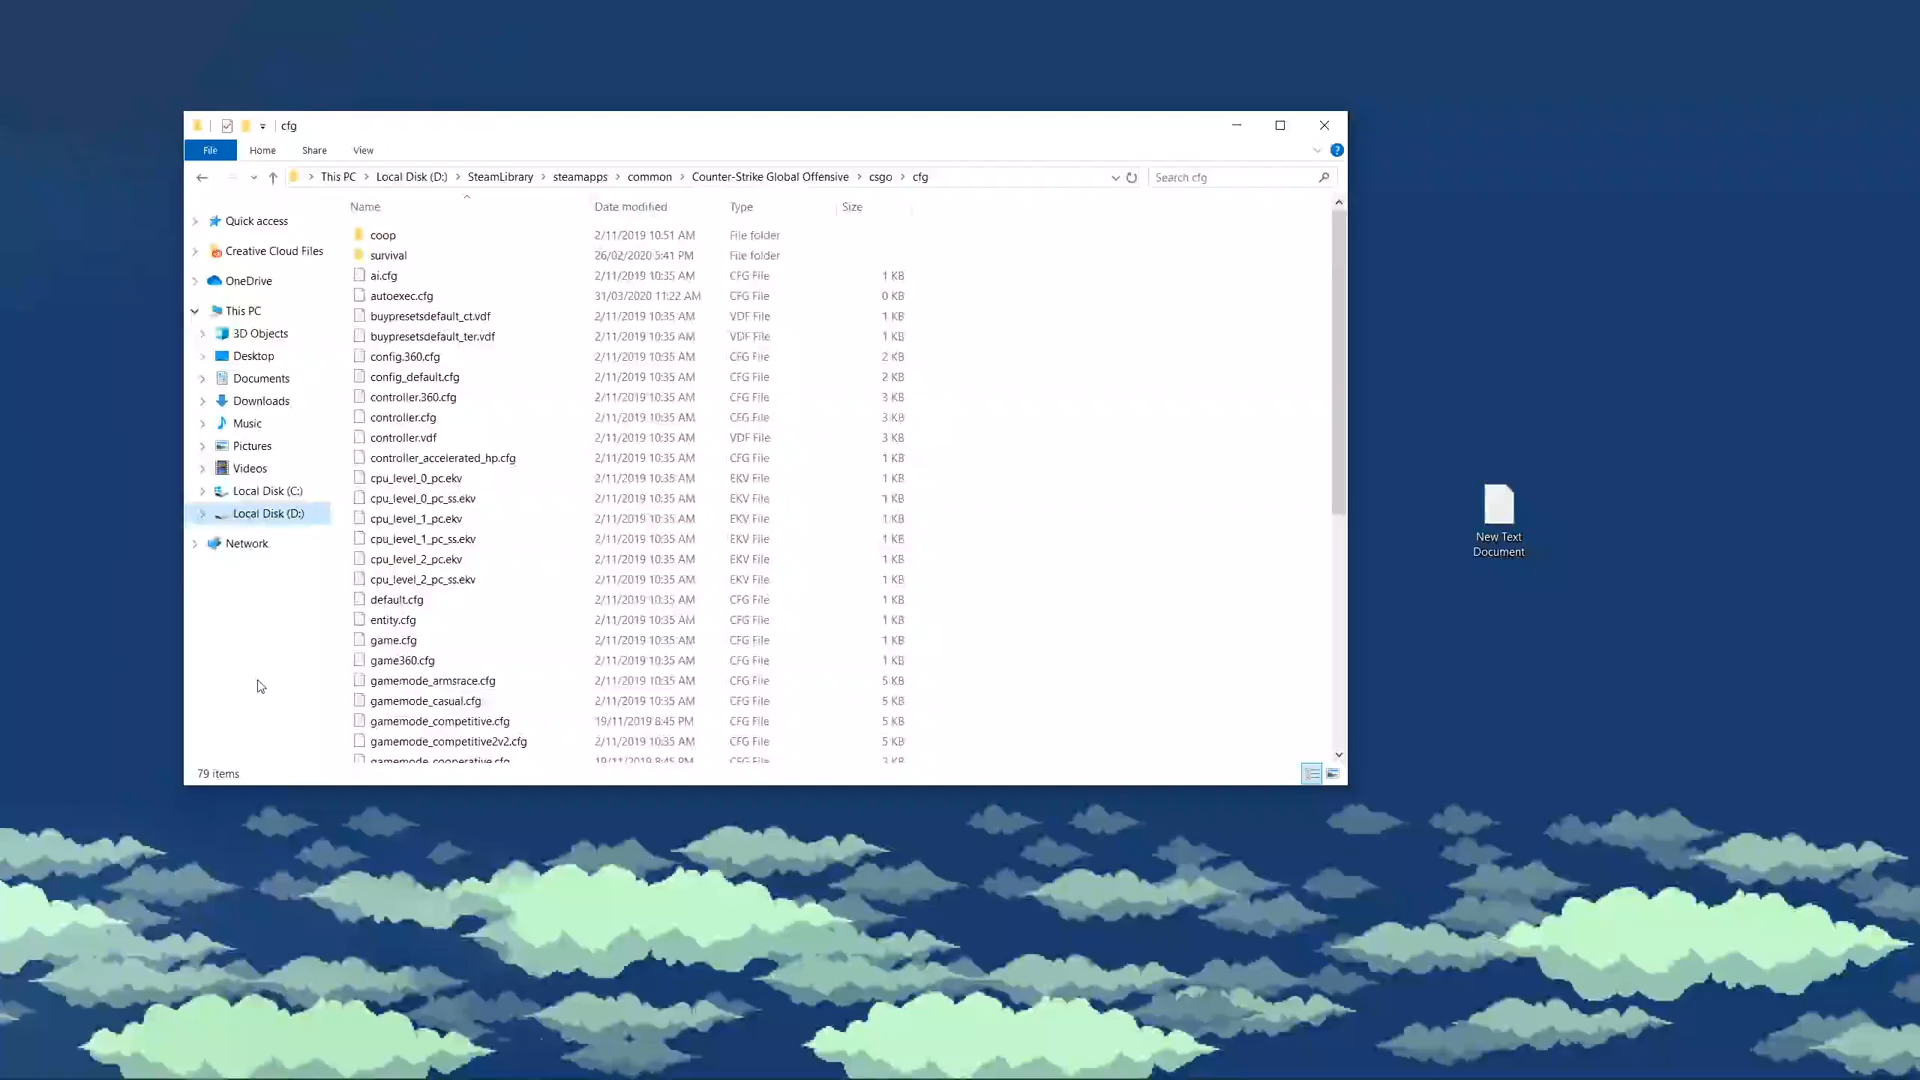 cfg
File Home Share View
This PC Local Disk (D:) SteamLibrary steamapps common Counter-Strike Global Offensive csgo cfg Search cfg
Name Date modified Type Size
Quick access
Creative Cloud Files
OneDrive
This PC
3D Objects
Desktop
Documents
Downloads
Music
Pictures
Videos
Local Disk (C:)
Local Disk (D:)
Network
coop 2/11/2019 10:51 AM File folder
survival 26/02/2020 5:41 PM File folder
ai.cfg 2/11/2019 10:35 AM CFG File 1 KB
autoexec.cfg 31/03/2020 11:22 AM CFG File 0 KB
buypresetsdefault_ct.vdf 2/11/2019 10:35 AM VDF File 1 KB
buypresetsdefault_ter.vdf 2/11/2019 10:35 AM VDF File 1 KB
config.360.cfg 2/11/2019 10:35 AM CFG File 2 KB
config_default.cfg 2/11/2019 10:35 AM CFG File 2 KB
controller.360.cfg 2/11/2019 10:35 AM CFG File 3 KB
controller.cfg 2/11/2019 10:35 AM CFG File 3 KB
controller.vdf 2/11/2019 10:35 AM VDF File 3 KB
controller_accelerated_hp.cfg 2/11/2019 10:35 AM CFG File 1 KB
cpu_level_0_pc.ekv 2/11/2019 10:35 AM EKV File 1 KB
cpu_level_0_pc_ss.ekv 2/11/2019 10:35 AM EKV File 1 KB
cpu_level_1_pc.ekv 2/11/2019 10:35 AM EKV File 1 KB
cpu_level_1_pc_ss.ekv 2/11/2019 10:35 AM EKV File 1 KB
cpu_level_2_pc.ekv 2/11/2019 10:35 AM EKV File 1 KB
cpu_level_2_pc_ss.ekv 2/11/2019 10:35 AM EKV File 1 KB
default.cfg 2/11/2019 10:35 AM CFG File 1 KB
entity.cfg 2/11/2019 10:35 AM CFG File 1 KB
game.cfg 2/11/2019 10:35 AM CFG File 1 KB
game360.cfg 2/11/2019 10:35 AM CFG File 1 KB
gamemode_armsrace.cfg 2/11/2019 10:35 AM CFG File 5 KB
gamemode_casual.cfg 2/11/2019 10:35 AM CFG File 5 KB
gamemode_competitive.cfg 19/11/2019 8:45 PM CFG File 5 KB
gamemode_competitive2v2.cfg 2/11/2019 10:35 AM CFG File 5 KB
gamemode_cooperative.cfg 19/11/2019 8:45 PM CFG File 3 KB
79 items
New Text
Document